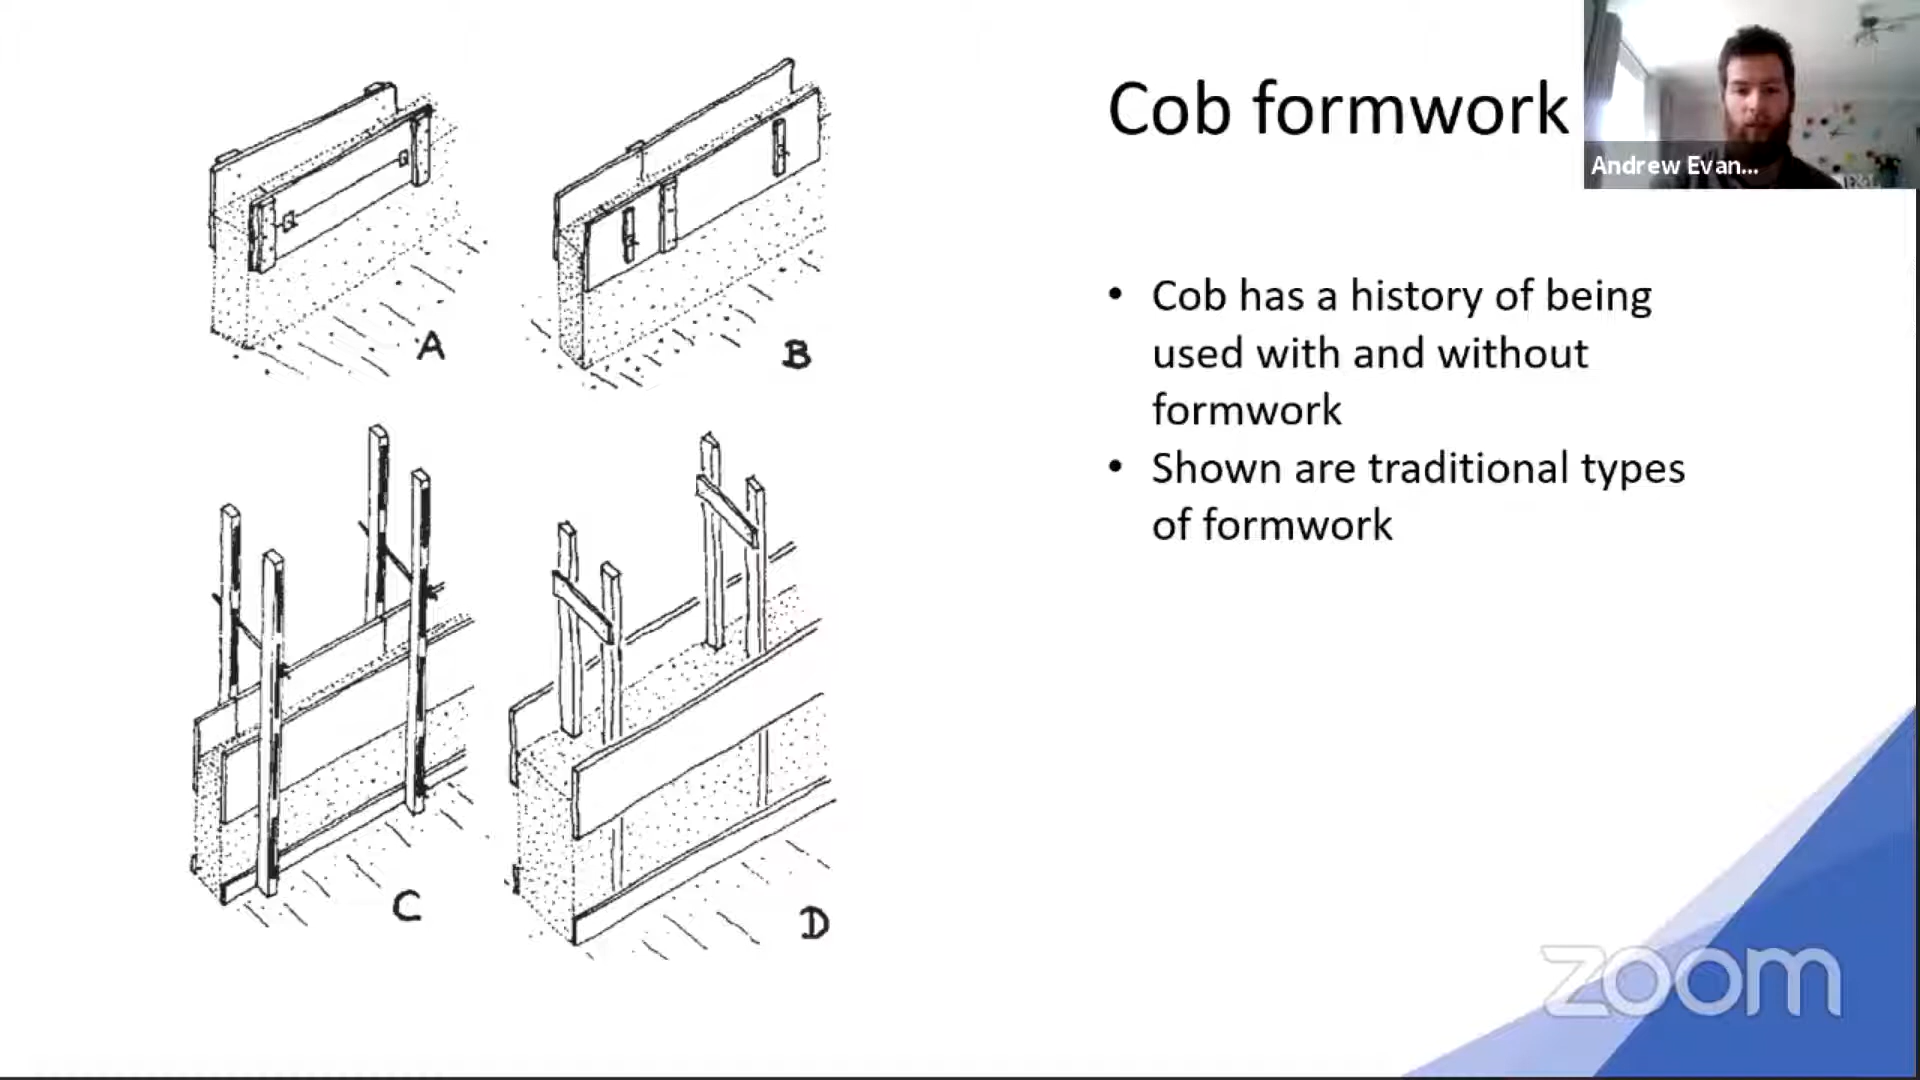 Cob formwork
Andrew Evan...
• Cob has a history of being
used with and without
formwork
• Shown are traditional types
of formwork
A
B
C
D
zoom